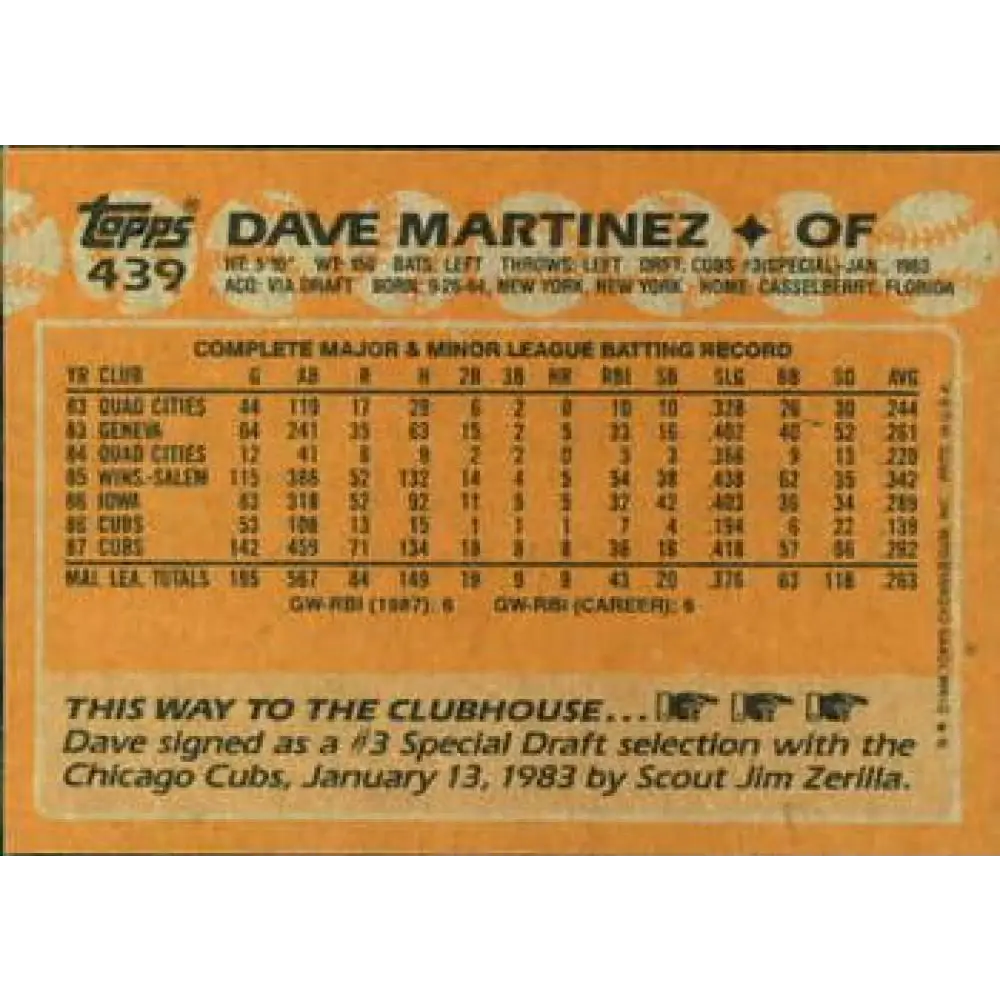 Topps® DAVE MARTINEZ ✦ OF
439 HT: 5'10" WT: 150 BATS: LEFT THROWS: LEFT DRFT: CUBS #3(SPECIAL)-JAN., 1983
ACQ: VIA DRAFT BORN: 9-26-64, NEW YORK, NEW YORK HOME: CASSELBERRY, FLORIDA
COMPLETE MAJOR & MINOR LEAGUE BATTING RECORD
YR CLUB G AB R H 2B 3B HR RBI SB SLG BB SO AVG
83 QUAD CITIES 44 119 17 29 6 2 0 10 10 .328 26 30 .244
83 GENEVA 64 241 35 63 15 2 5 33 16 .402 40 52 .261
84 QUAD CITIES 12 41 6 9 2 2 0 3 3 .366 9 13 .220
85 WINS.-SALEM 115 386 52 132 14 4 5 54 38 .438 62 35 .342
86 IOWA 83 318 52 92 11 5 5 32 42 .403 36 34 .289
86 CUBS 53 108 13 15 1 1 1 7 4 .194 6 22 .139
87 CUBS 142 459 71 134 18 8 8 36 16 .418 57 96 .292
MAJ. LEA. TOTALS 195 567 84 149 19 9 9 43 20 .376 63 118 .263
GW-RBI (1987): 6 GW-RBI (CAREER): 6
THIS WAY TO THE CLUBHOUSE...
Dave signed as a #3 Special Draft selection with the
Chicago Cubs, January 13, 1983 by Scout Jim Zerilla.